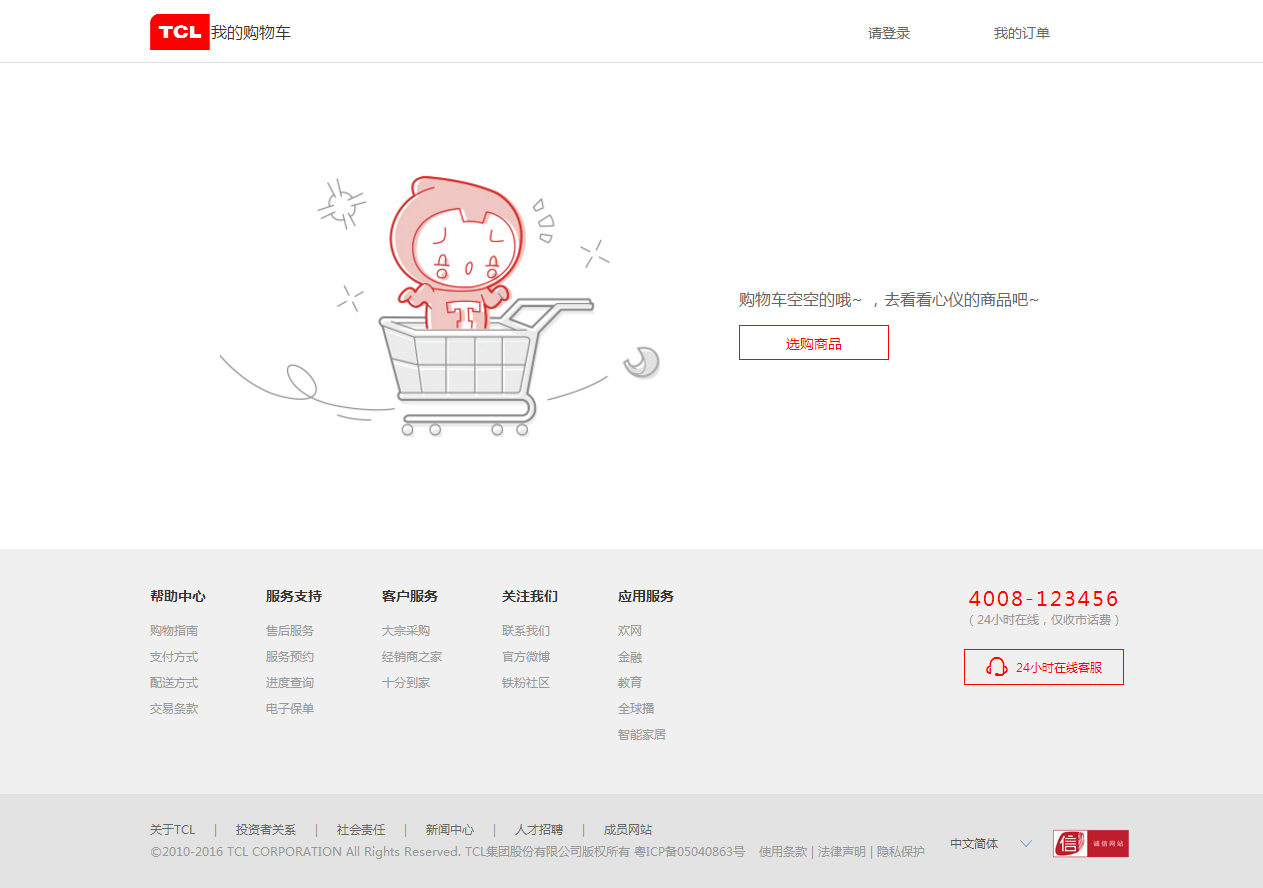 TCL 我的购物车 请登录 我的订单
T
购物车空空的哦~ ，去看看心仪的商品吧~
选购商品
帮助中心 服务支持 客户服务 关注我们 应用服务
购物指南 售后服务 大宗采购 联系我们 欢网
支付方式 服务预约 经销商之家 官方微博 金融
配送方式 进度查询 十分到家 铁粉社区 教育
交易条款 电子保单 全球播
智能家居
4008-123456
( 24小时在线，仅收市话费 )
24小时在线客服
关于TCL | 投资者关系 | 社会责任 | 新闻中心 | 人才招聘 | 成员网站
©2010-2016 TCL CORPORATION All Rights Reserved. TCL集团股份有限公司版权所有 粤ICP备05040863号 使用条款 | 法律声明 | 隐私保护
中文简体
信 诚信网站